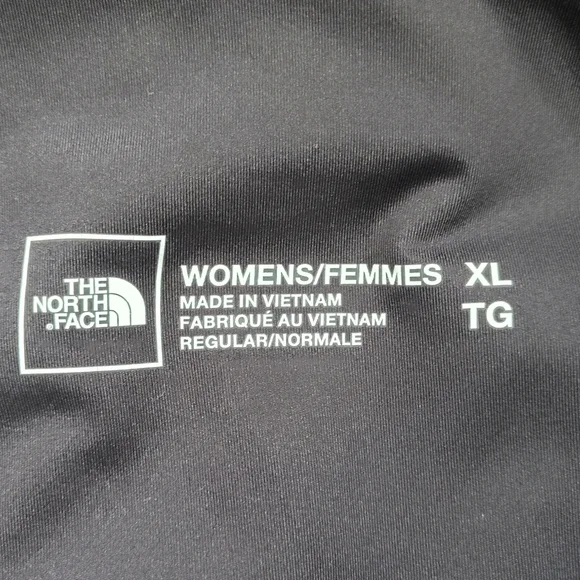 THE
NORTH
FACE
WOMENS/FEMMES XL
MADE IN VIETNAM
FABRIQUÉ AU VIETNAM TG
REGULAR/NORMALE